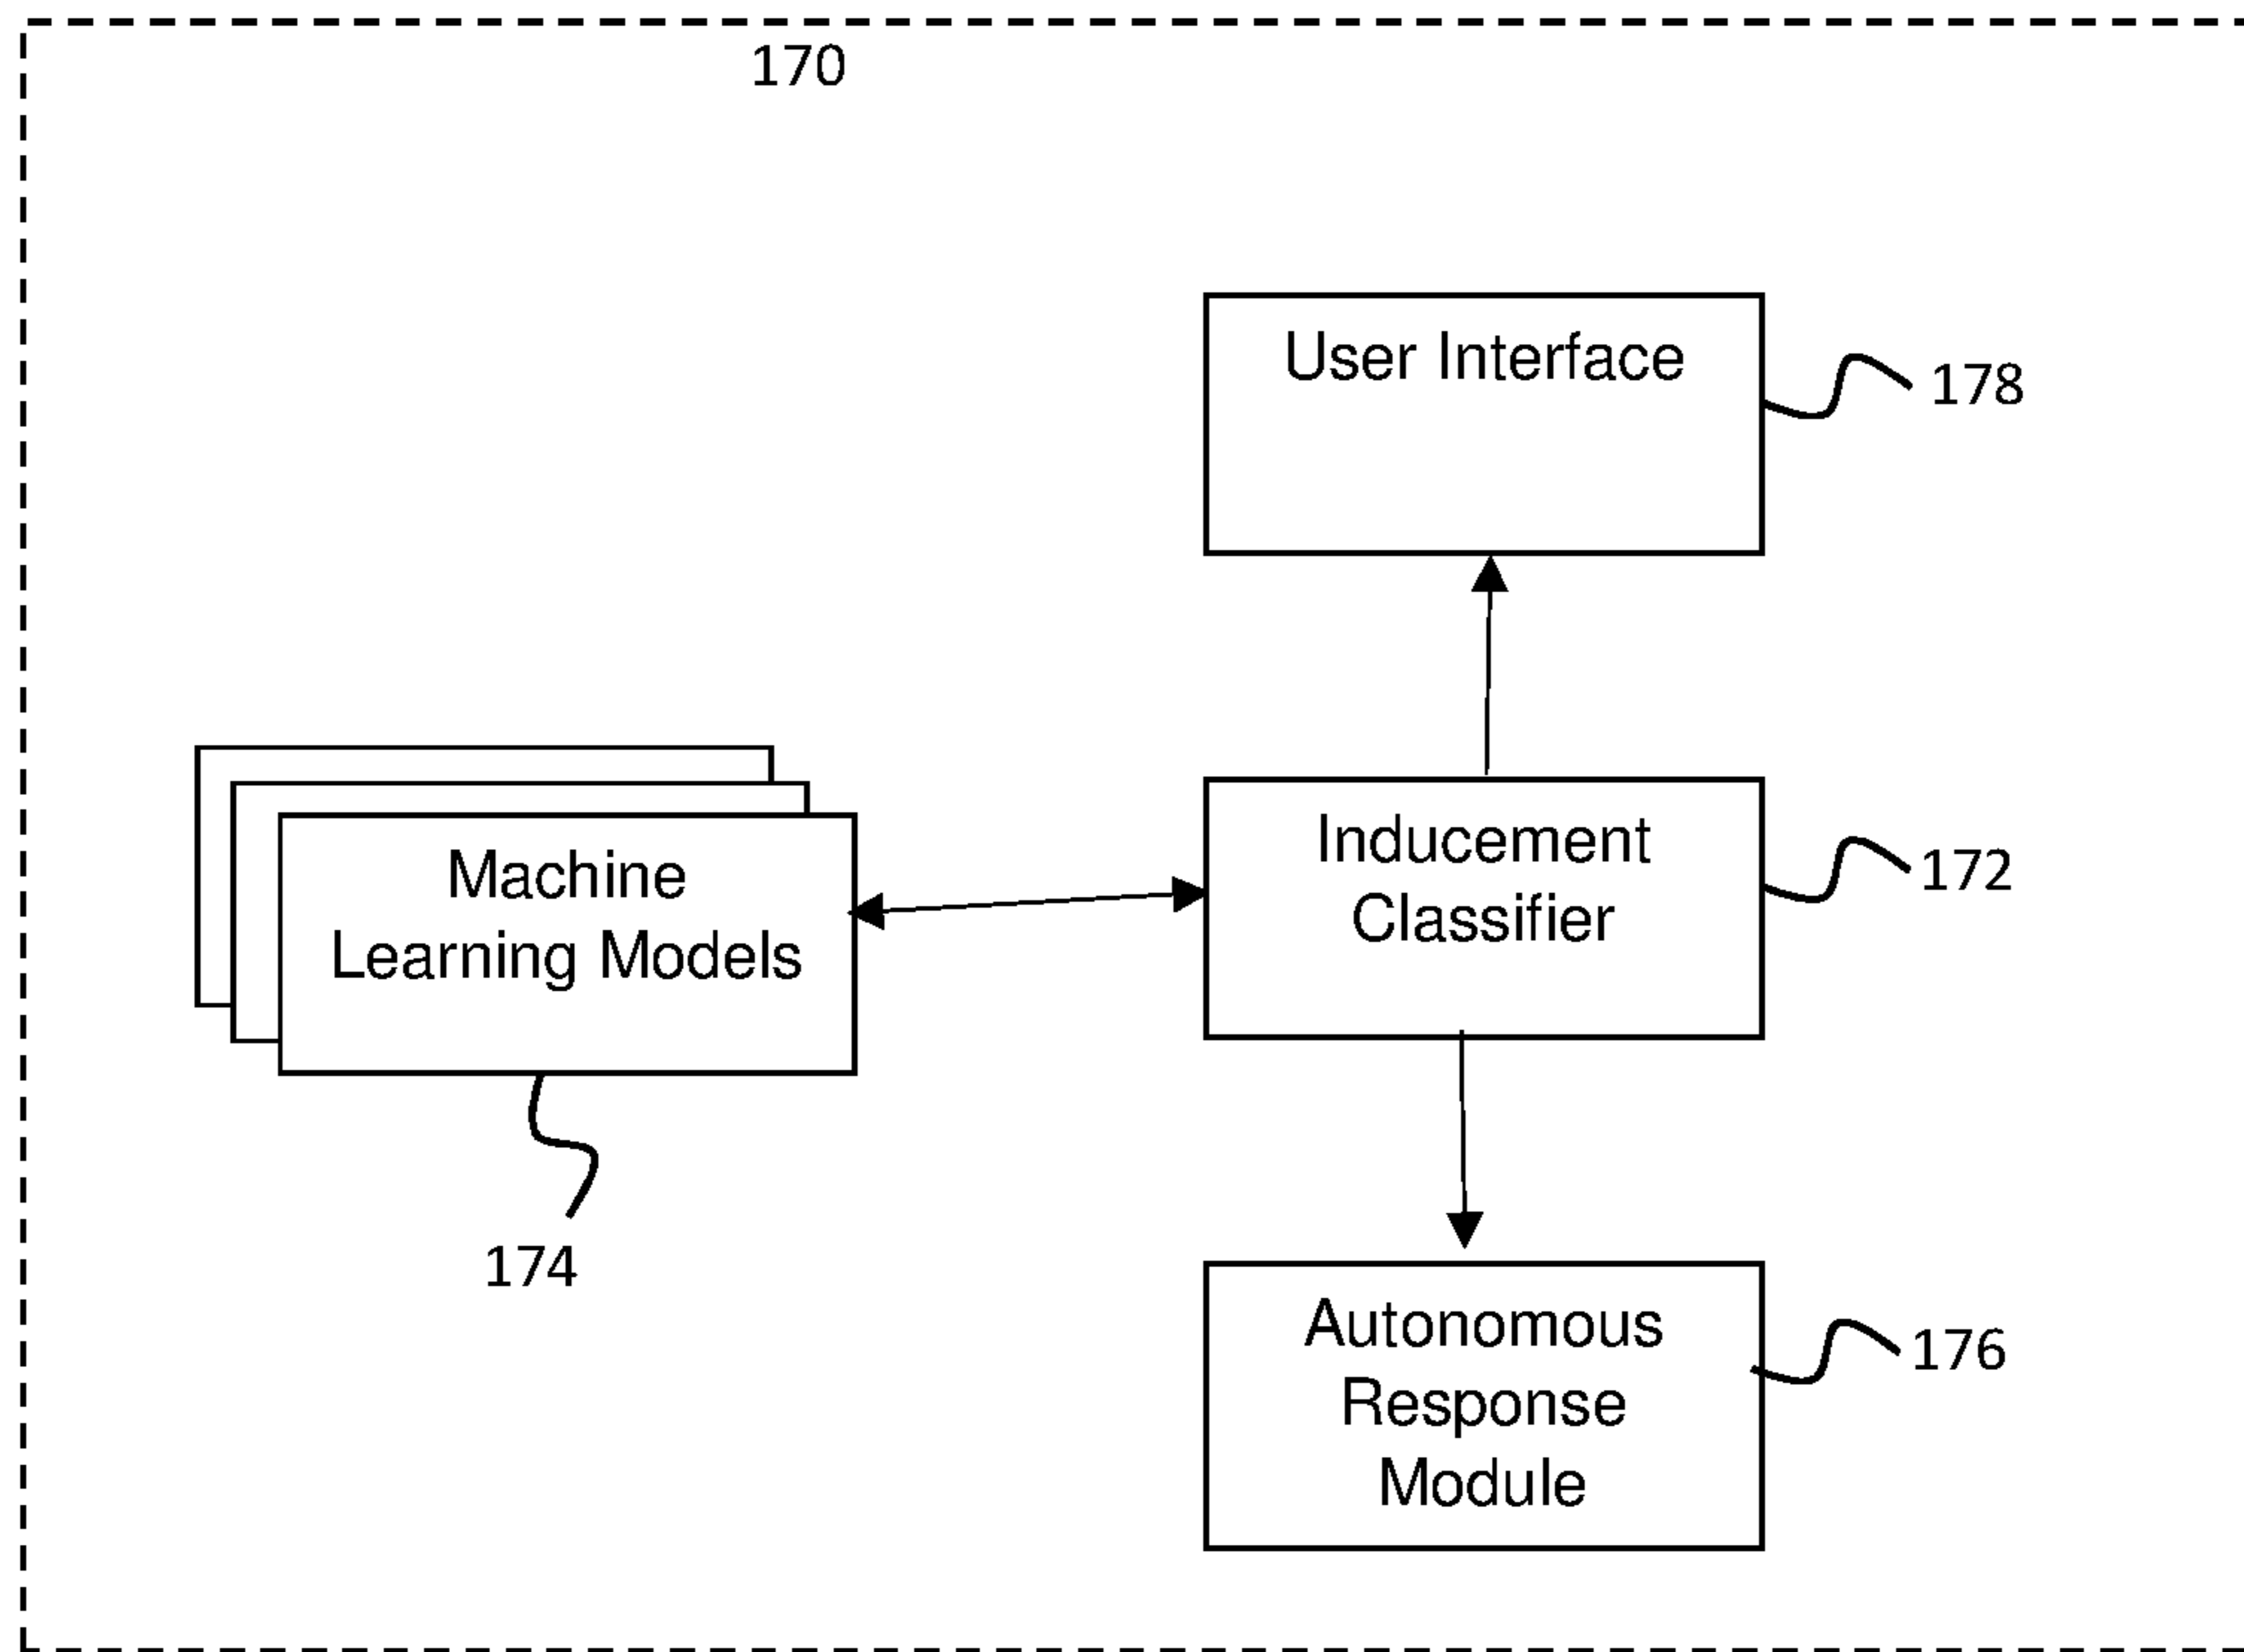 170
User Interface
178
Machine
Learning Models
174
Inducement
Classifier
172
Autonomous
Response
Module
176